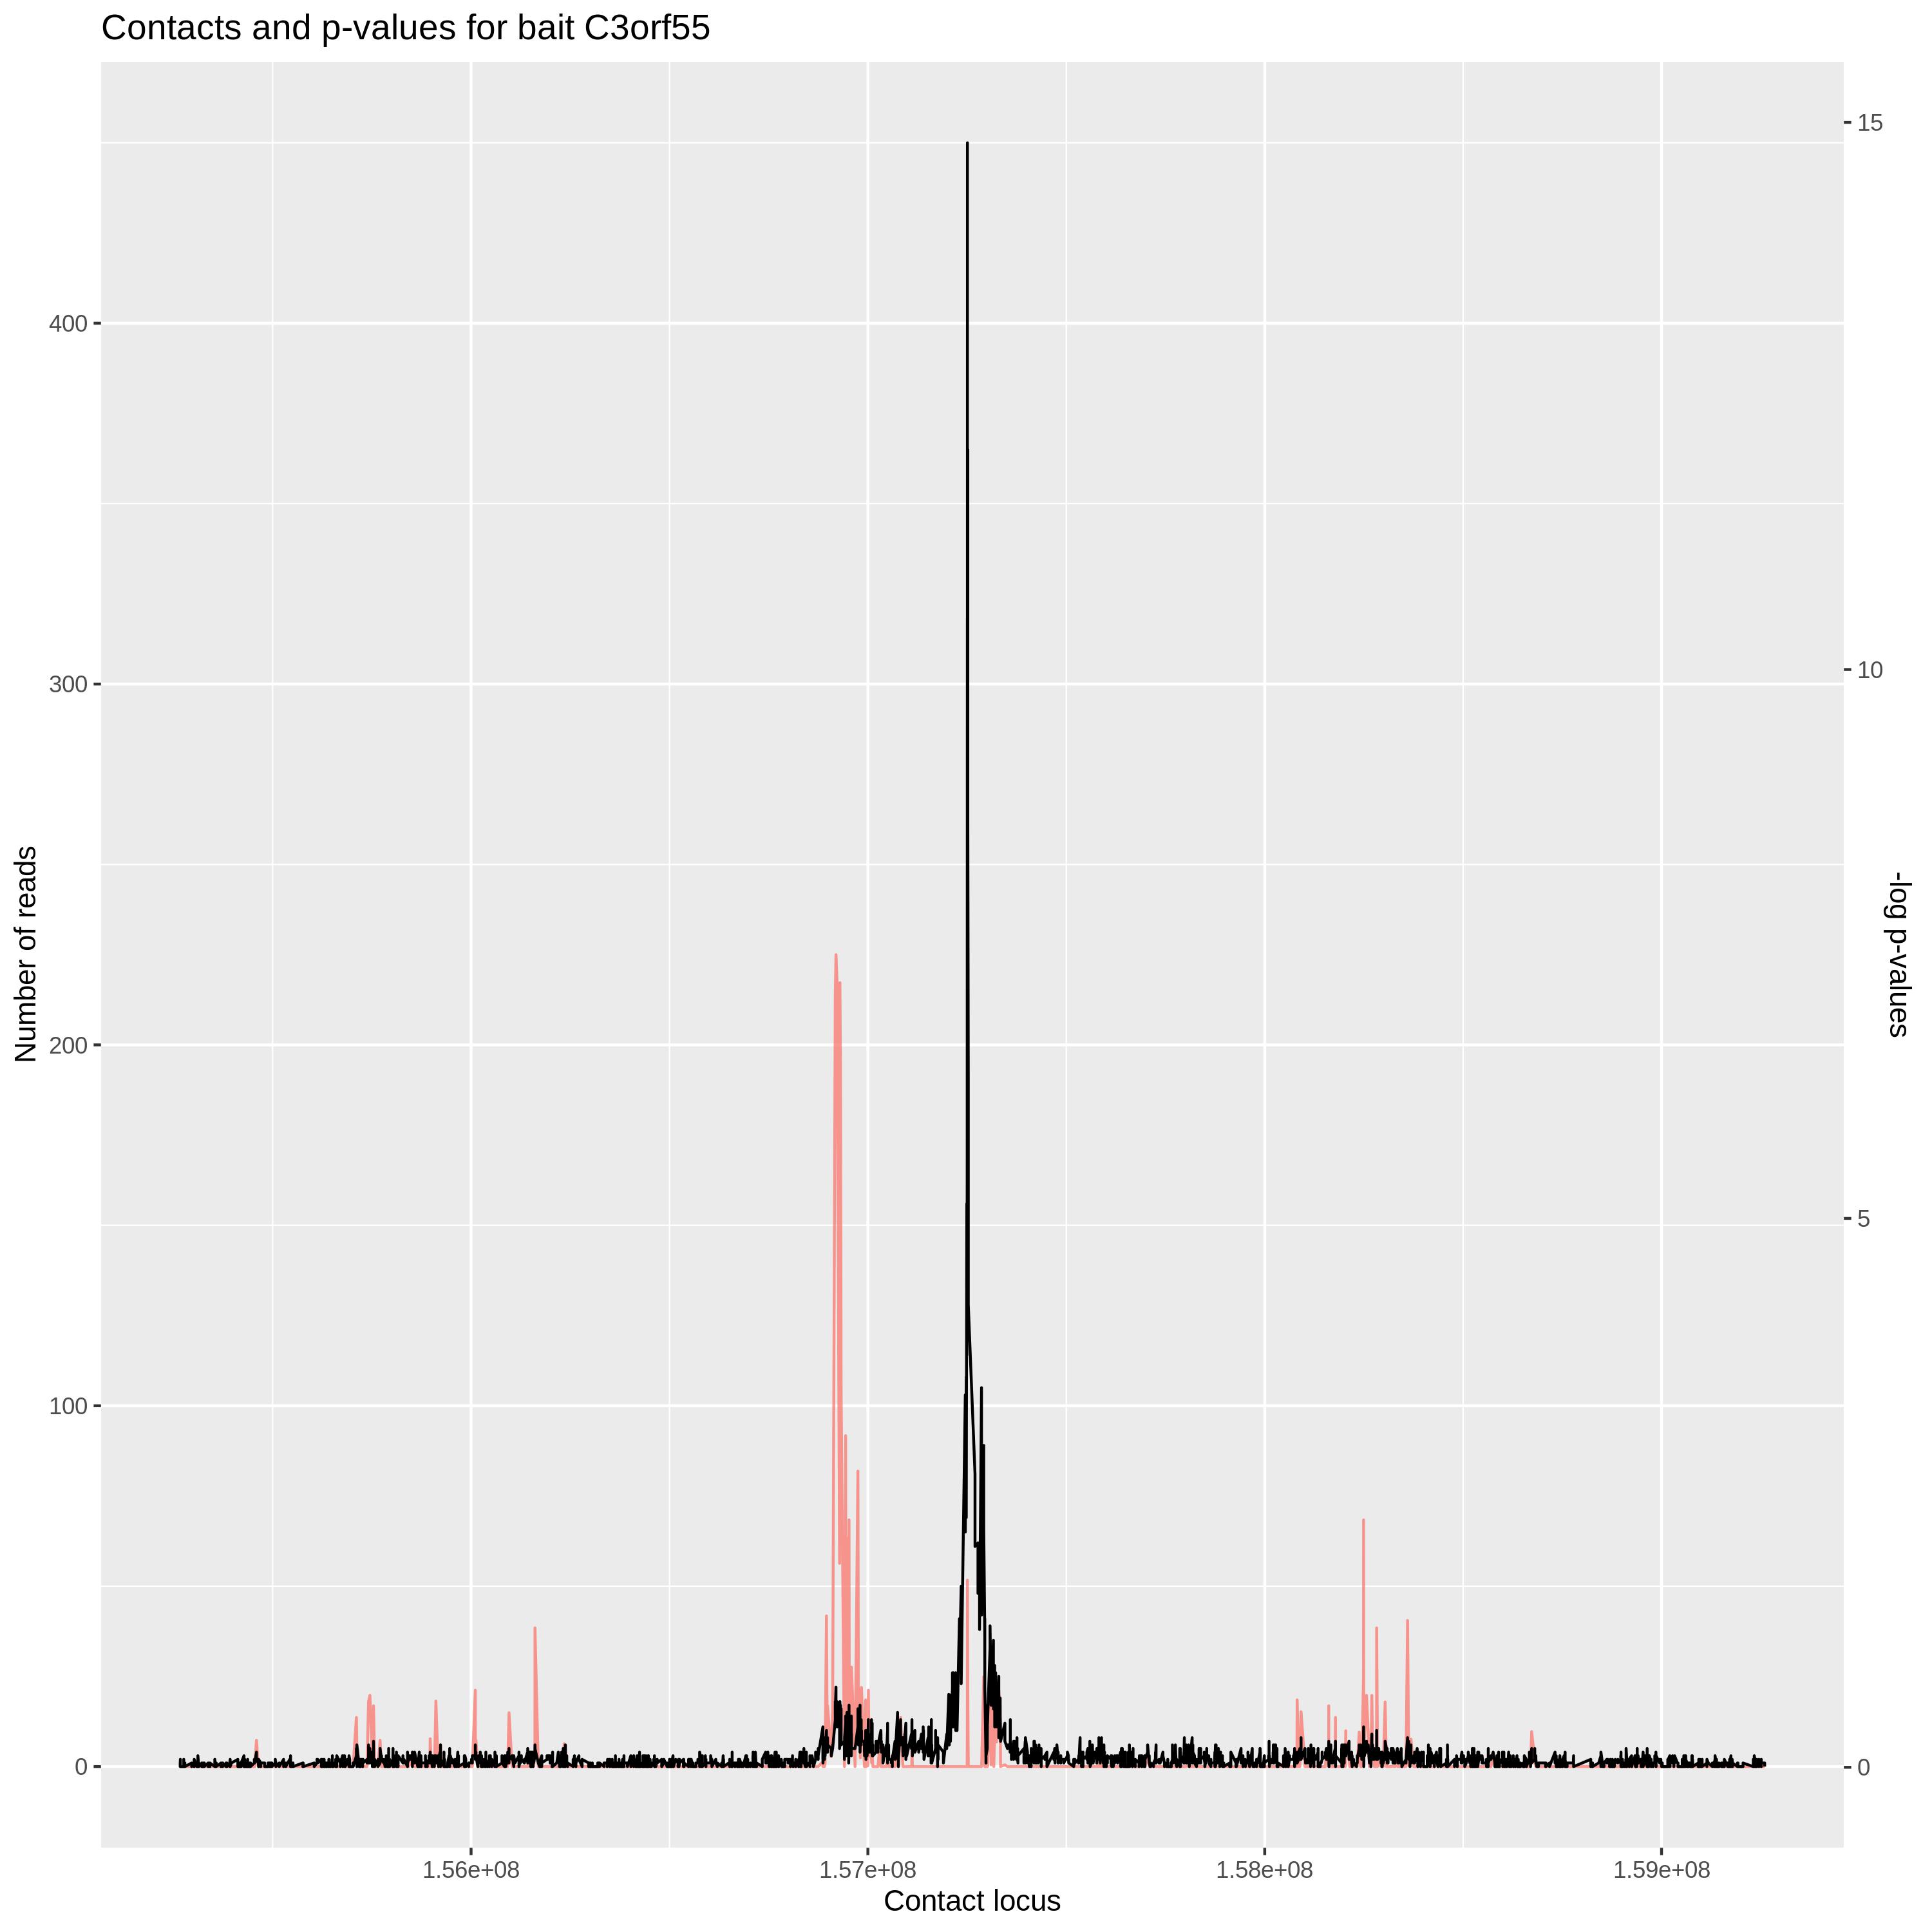 Contacts and p-values for bait C3orf55
Number of reads
400
300
200
100
0
15
10
5
0
-log p-values
1.56e+08
1.57e+08
1.58e+08
1.59e+08
Contact locus